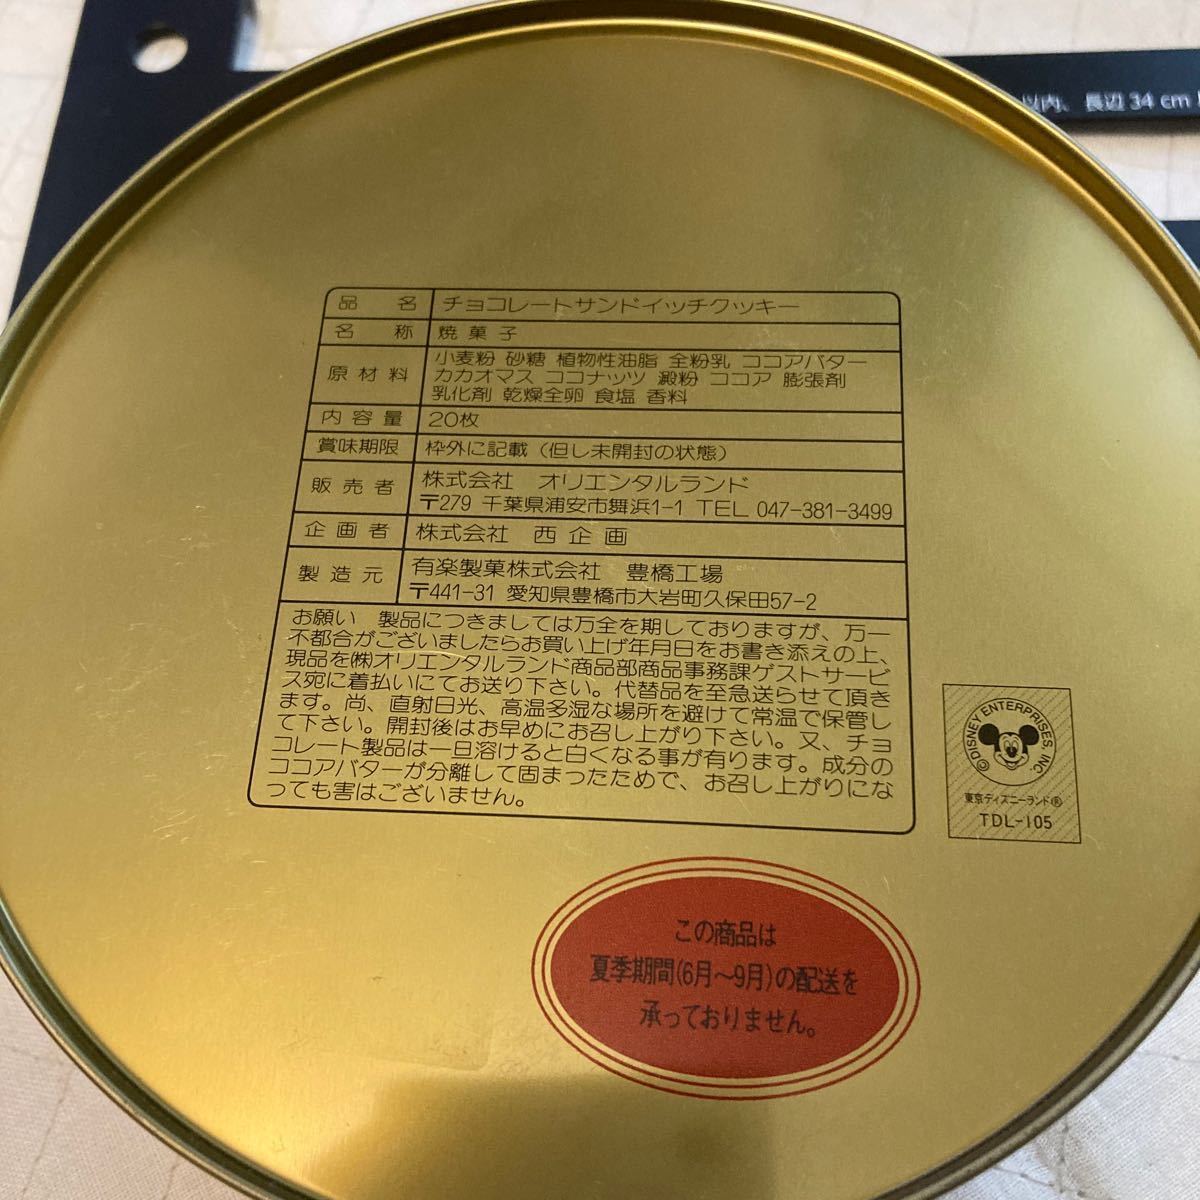 以内、長辺 34 cm
品名 チョコレートサンドイッチクッキー
名称 焼菓子
原材料 小麦粉 砂糖 植物性油脂 全粉乳 ココアバター
カカオマス ココナッツ 澱粉 ココア 膨張剤
乳化剤 乾燥全卵 食塩 香料
内容量 20枚
賞味期限 枠外に記載（但し未開封の状態）
販売者 株式会社 オリエンタルランド
〒279 千葉県浦安市舞浜1-1 TEL 047-381-3499
企画者 株式会社 西企画
製造元 有楽製菓株式会社 豊橋工場
〒441-31 愛知県豊橋市大岩町久保田57-2
お願い 製品につきましては万全を期しておりますが、万一
不都合がございましたらお買い上げ年月日をお書き添えの上、
現品を㈱オリエンタルランド商品部商品事務課ゲストサービ
ス宛に着払いにてお送り下さい。代替品を至急送らせて頂き
ます。尚、直射日光、高温多湿な場所を避けて常温で保管し
て下さい。開封後はお早めにお召し上がり下さい。又、チョ
コレート製品は一旦溶けると白くなる事が有ります。成分の
ココアバターが分離して固まったためで、お召し上がりにな
っても害はございません。
©DISNEY ENTERPRISES, INC.
東京ディズニーランド®
TDL-105
この商品は
夏季期間(6月〜9月)の配送を
承っておりません。